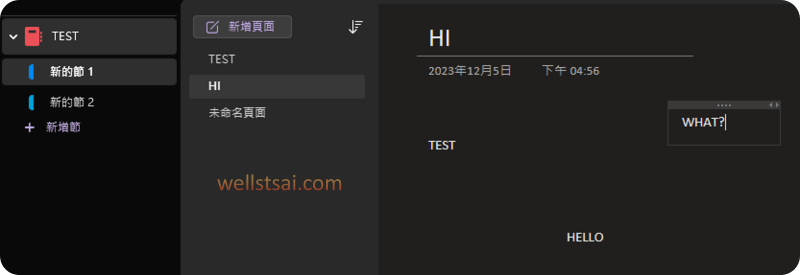 TEST
新的節 1
新的節 2
新增節
新增頁面
TEST
HI
未命名頁面
wellstsai.com
HI
2023年12月5日 下午 04:56
WHAT?
TEST
HELLO